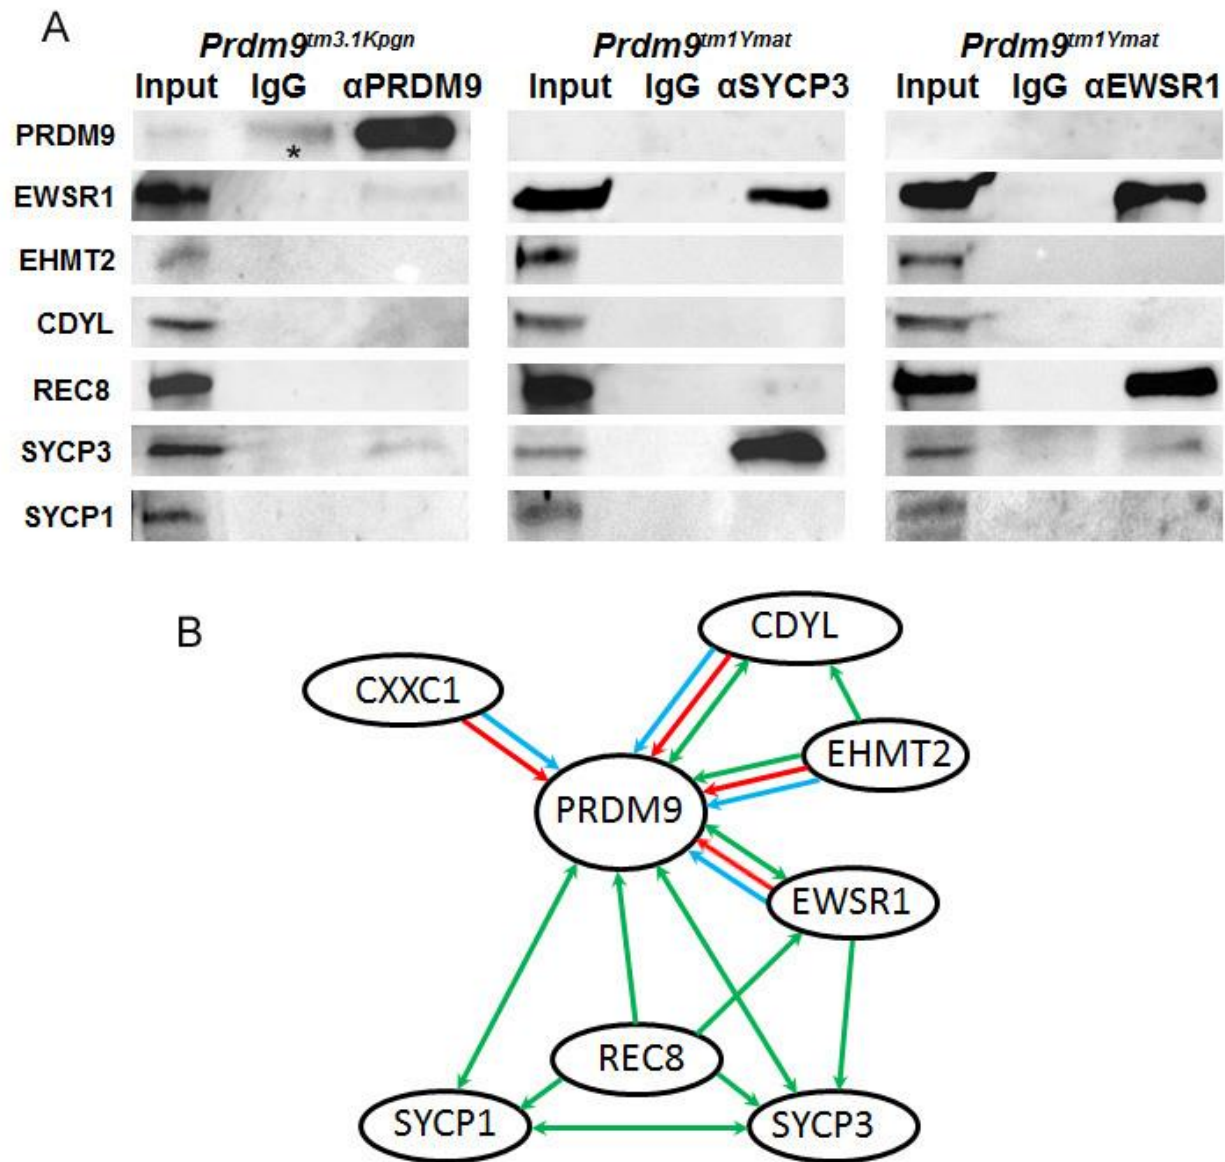 A
Prdm9tm3.1Kpgn Prdm9tm1Ymat Prdm9tm1Ymat
Input IgG αPRDM9 Input IgG αSYCP3 Input IgG αEWSR1
PRDM9
*
EWSR1
EHMT2
CDYL
REC8
SYCP3
SYCP1
B
CDYL
CXXC1
EHMT2
PRDM9
EWSR1
REC8
SYCP1 SYCP3